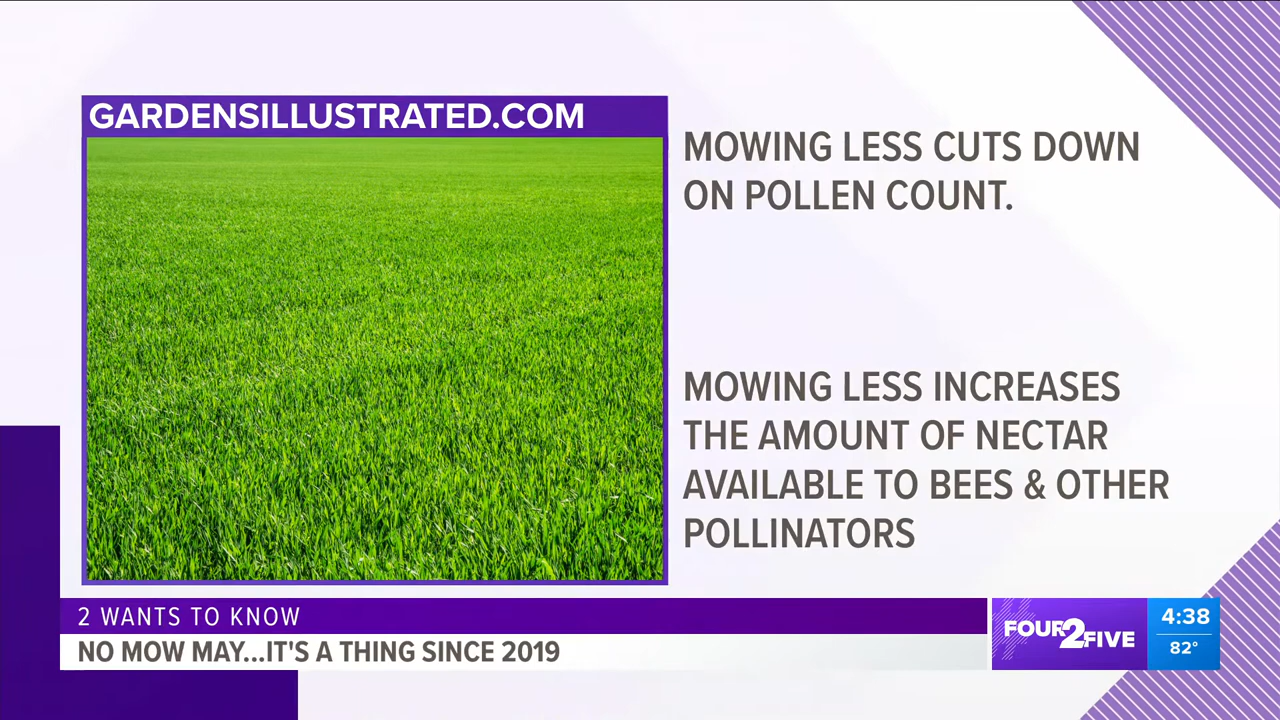 GARDENSILLUSTRATED.COM
MOWING LESS CUTS DOWN
ON POLLEN COUNT.
MOWING LESS INCREASES
THE AMOUNT OF NECTAR
AVAILABLE TO BEES & OTHER
POLLINATORS
2 WANTS TO KNOW
NO MOW MAY...IT'S A THING SINCE 2019
FOUR2FIVE
4:38
82°